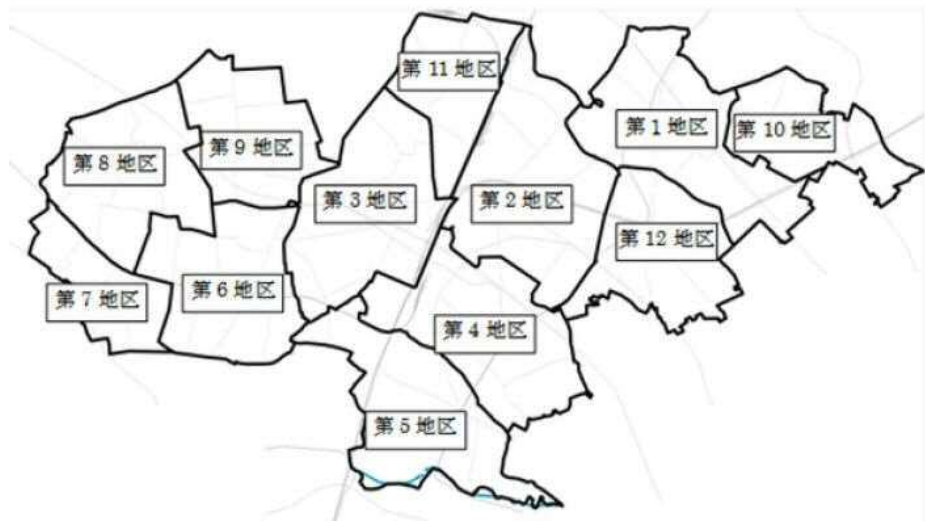 第 11 地区
第 1 地区
第 10 地区
第 9 地区
第 8 地区
第 3 地区
第 2 地区
第 12 地区
第 6 地区
第 7 地区
第 4 地区
第 5 地区